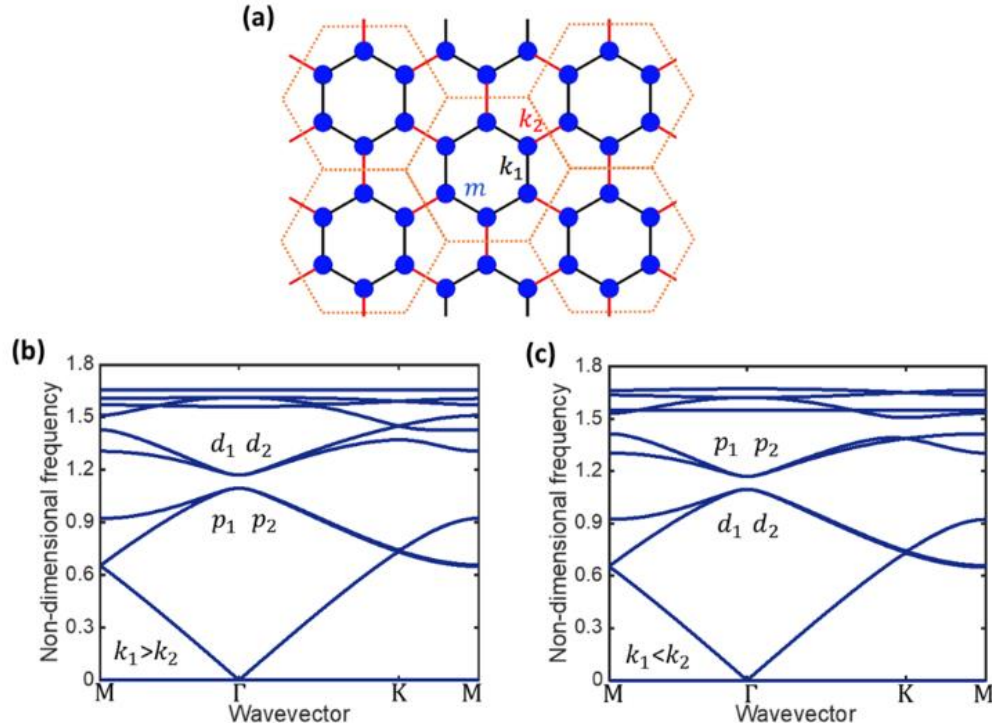 (a)
k₂
k₁
m
(b)
Non-dimensional frequency
1.8
1.5
1.2
0.9
0.6
0.3
0
d₁ d₂
p₁ p₂
k₁>k₂
M Γ K M
Wavevector
(c)
Non-dimensional frequency
1.8
1.5
1.2
0.9
0.6
0.3
0
p₁ p₂
d₁ d₂
k₁<k₂
M Γ K M
Wavevector